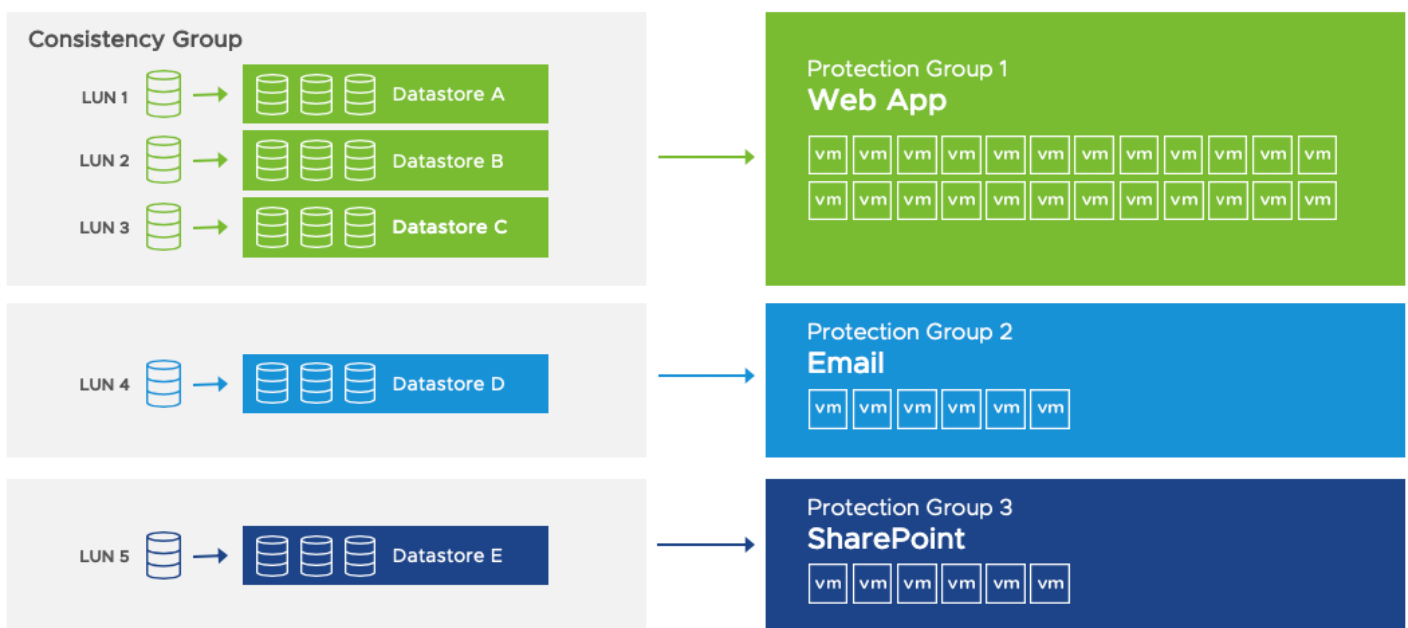 Consistency Group
LUN 1
Datastore A
LUN 2
Datastore B
LUN 3
Datastore C
Protection Group 1
Web App
vm vm vm vm vm vm vm vm vm vm vm vm
vm vm vm vm vm vm vm vm vm vm vm vm
LUN 4
Datastore D
Protection Group 2
Email
vm vm vm vm vm vm
LUN 5
Datastore E
Protection Group 3
SharePoint
vm vm vm vm vm vm